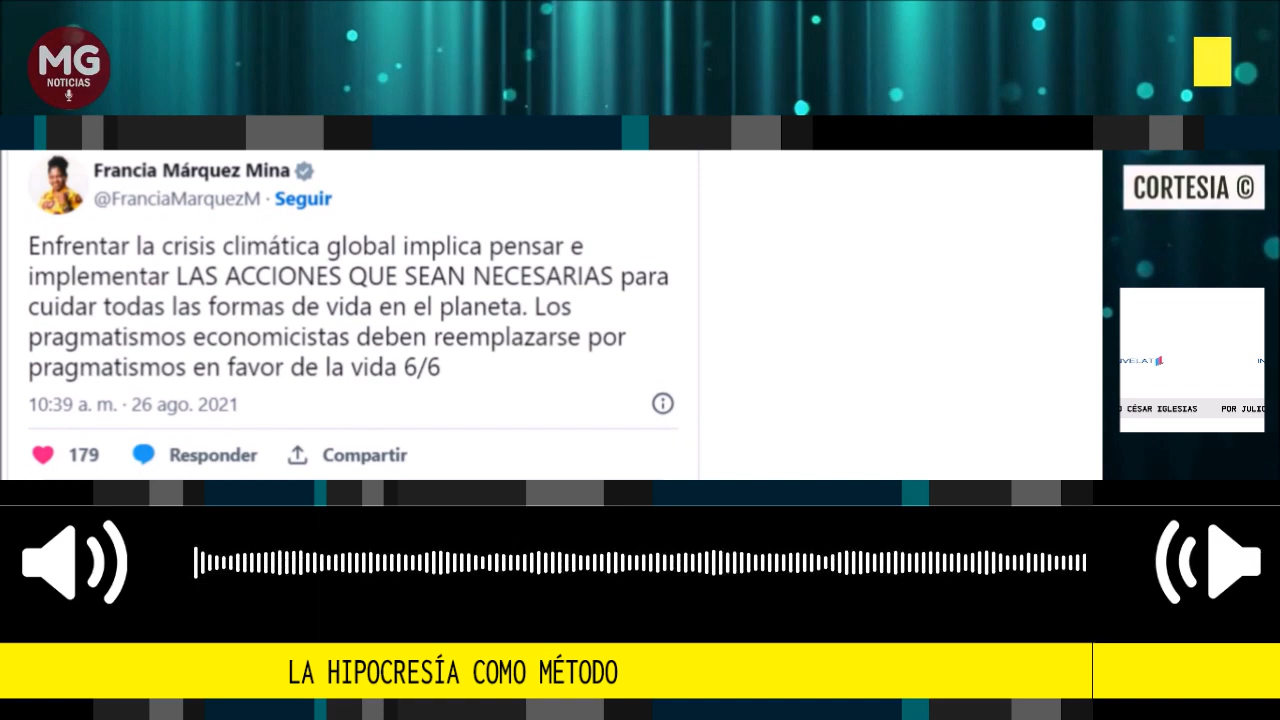 MG
NOTICIAS
Francia Márquez Mina
@FranciaMarquezM · Seguir
Enfrentar la crisis climática global implica pensar e
implementar LAS ACCIONES QUE SEAN NECESARIAS para
cuidar todas las formas de vida en el planeta. Los
pragmatismos economicistas deben reemplazarse por
pragmatismos en favor de la vida 6/6
10:39 a. m. · 26 ago. 2021
179 Responder Compartir
CORTESIA ©
CÉSAR IGLESIAS POR
LA HIPOCRESÍA COMO MÉTODO